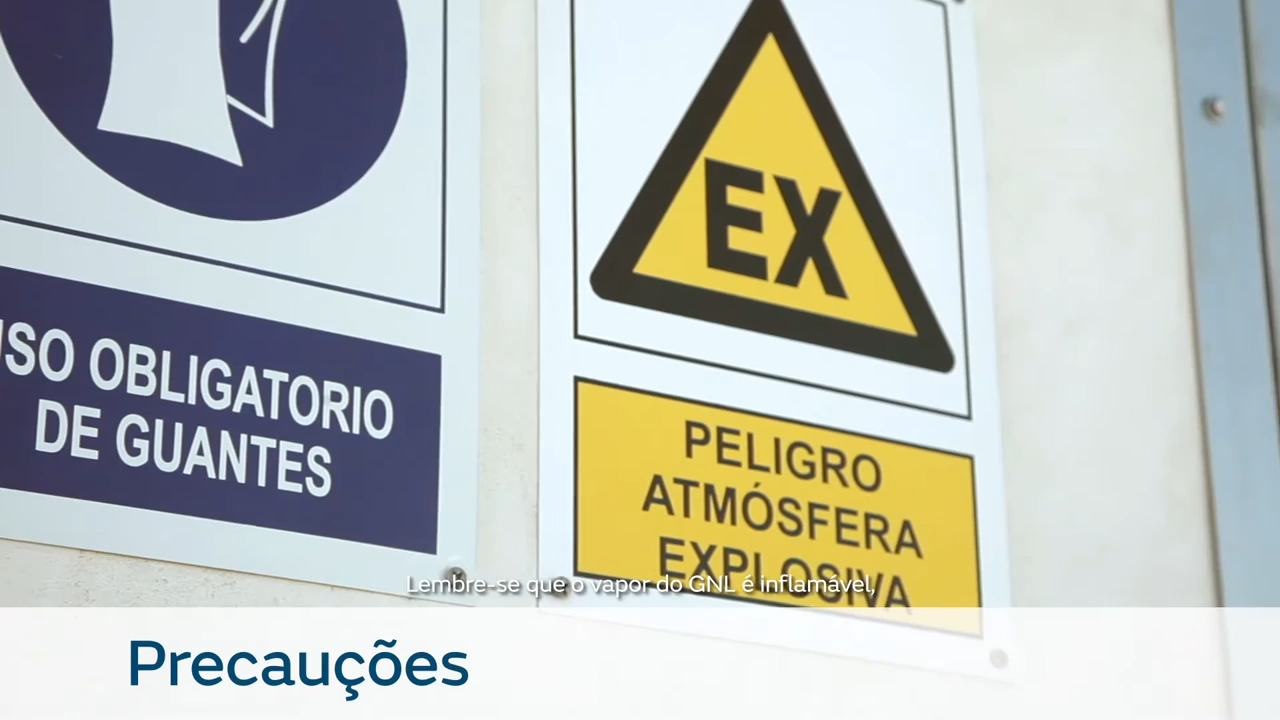 USO OBLIGATORIO
DE GUANTES
EX
PELIGRO
ATMÓSFERA
EXPLOSIVA
Lembre-se que o vapor do GNL é inflamável,
Precauções